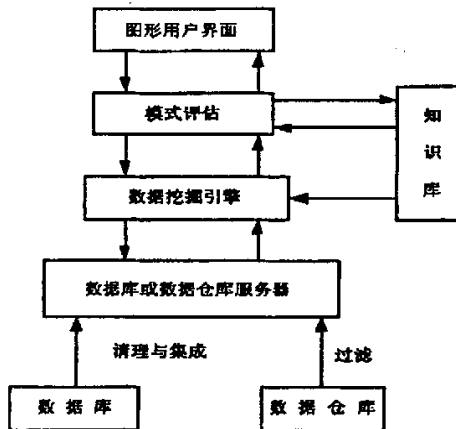 图形用户界面
模式评估
知识库
数据挖掘引擎
数据库或数据仓库服务器
清理与集成
过滤
数据库
数据仓库